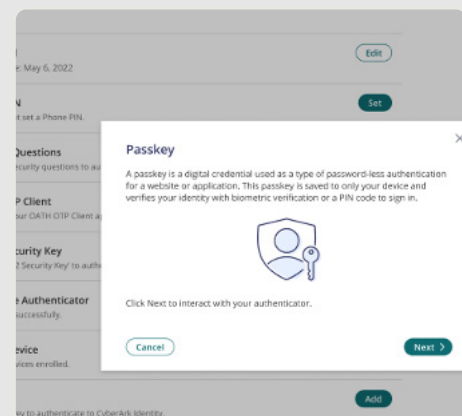 Edit
e: May 6, 2022
Set
t set a Phone PIN.
Questions
ecurity questions to au
Passkey
A passkey is a digital credential used as a type of password-less authentication
for a website or application. This passkey is saved to only your device and
verifies your identity with biometric verification or a PIN code to sign in.
P Client
ur OATH OTP Client a
curity Key
2 Security Key' to auth
Click Next to interact with your authenticator.
e Authenticator
successfully.
Cancel
Next
evice
vices enrolled.
Add
ey to authenticate to CyberArk Identity.